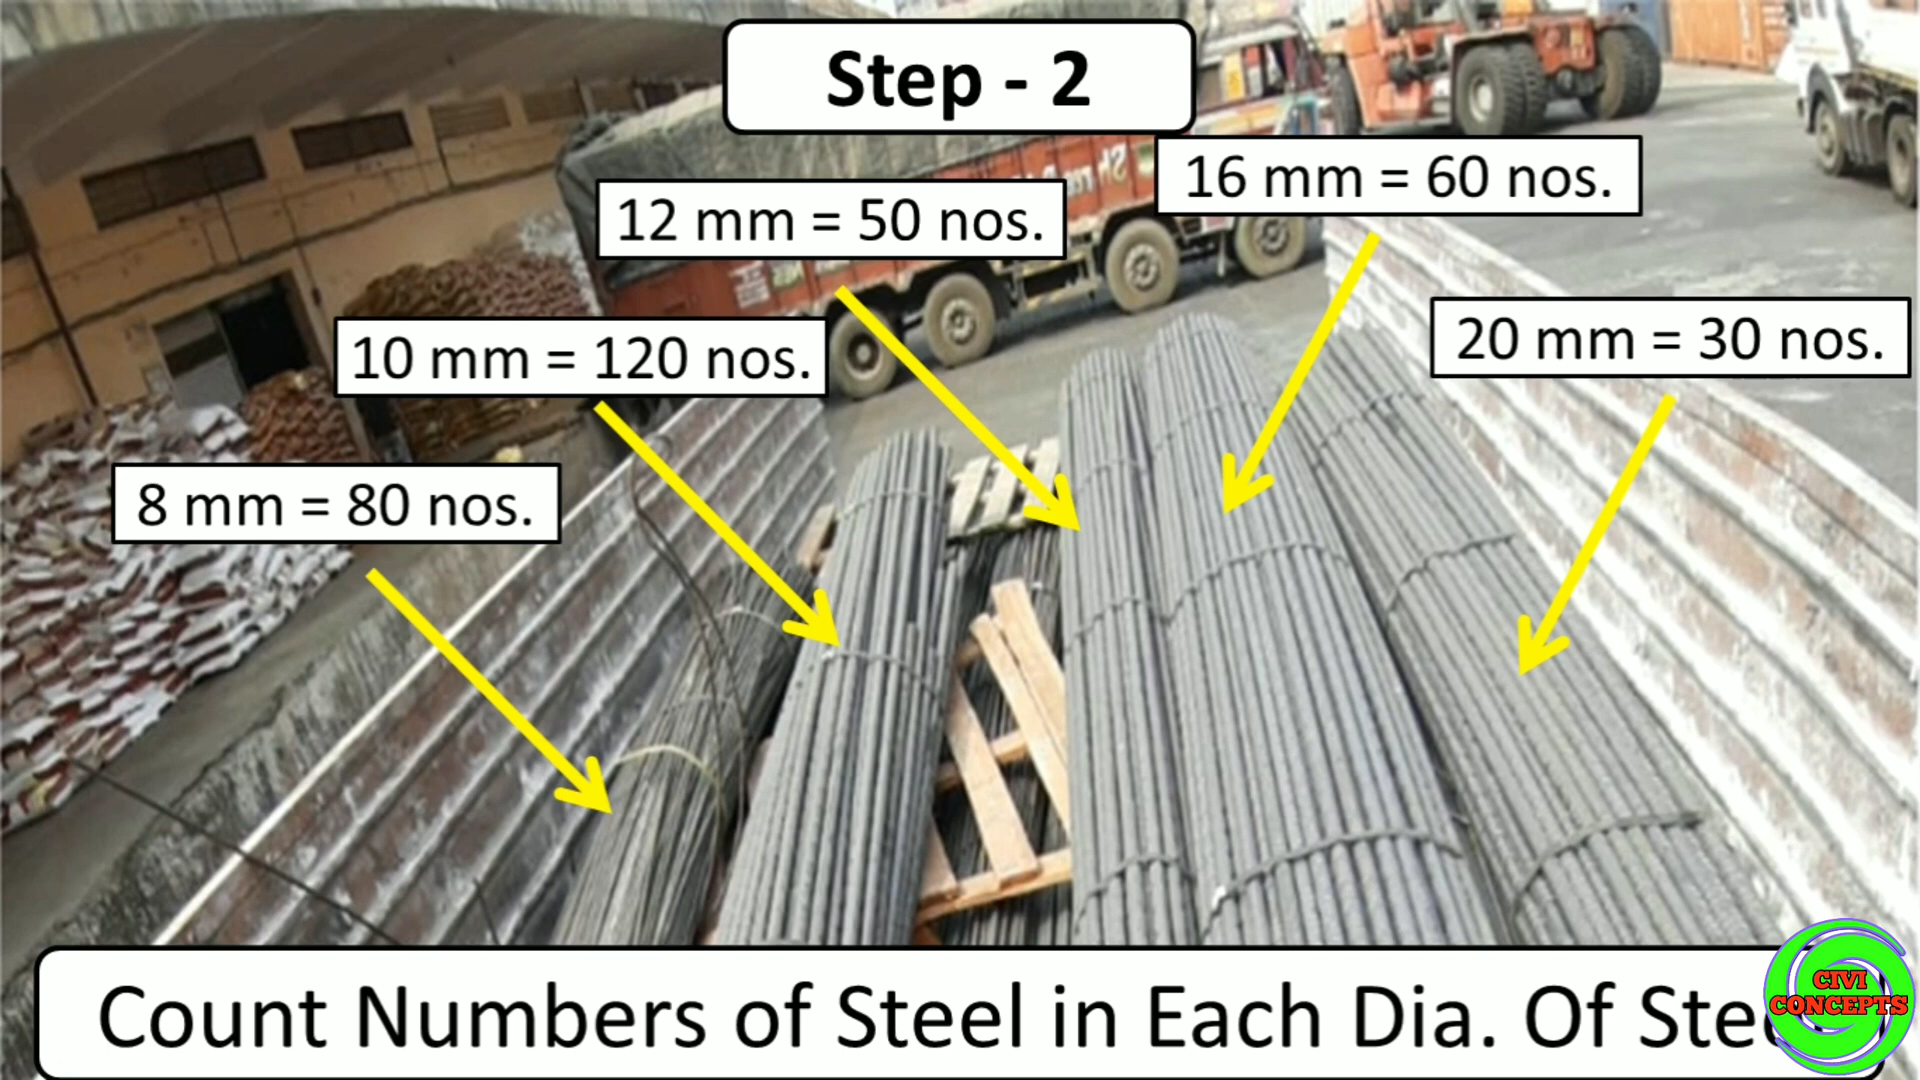 Step - 2
16 mm = 60 nos.
12 mm = 50 nos.
20 mm = 30 nos.
10 mm = 120 nos.
8 mm = 80 nos.
Count Numbers of Steel in Each Dia. Of
CIVI
CONCEPTS